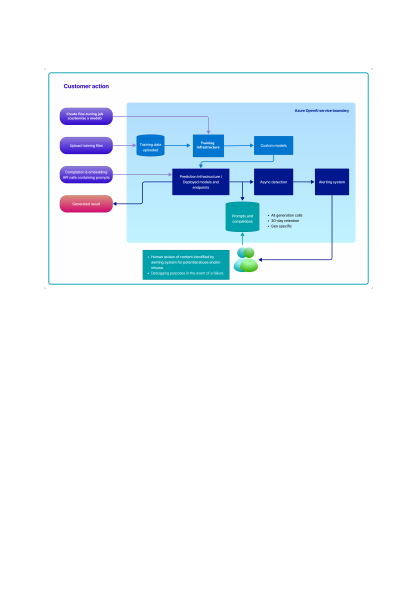 Customer action
Azure OpenAI service boundary
Create Fine-tuning job
(customize a model)
Upload training files
Training data
uploaded
Training
infrastructure
Custom models
Completion & embedding
API calls containing prompts
Prediction infrastructure /
Deployed models and
endpoints
Async detection
Alerting system
Generated result
Prompts and
completions
• All generation calls
• 30-day retention
• Geo specific
• Human review of content identified by
alerting system for potential abuse and/or
misuse
• Debugging purposes in the event of a failure